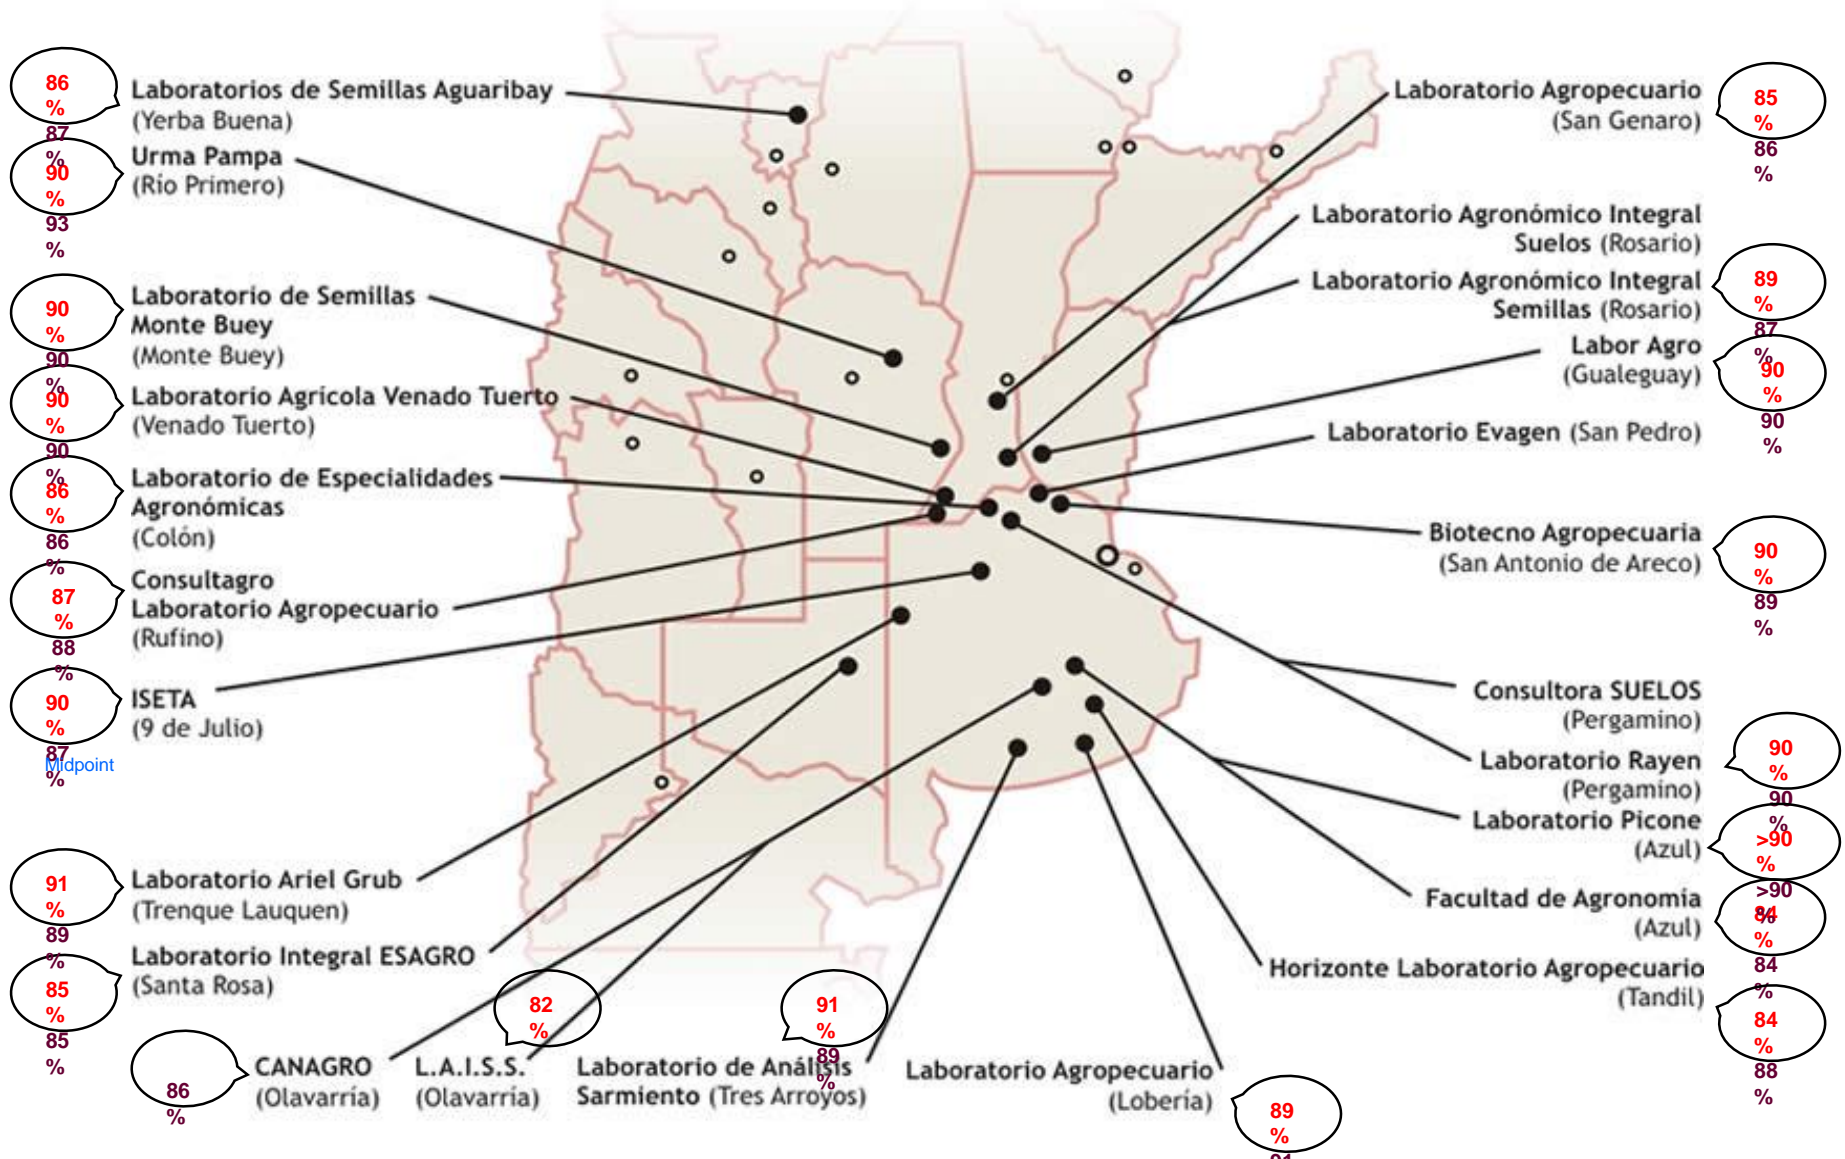 86
%
87
%
Laboratorios de Semillas Aguaribay
(Yerba Buena)
90
%
93
%
Urma Pampa
(Río Primero)
90
%
90
%
Laboratorio de Semillas
Monte Buey
(Monte Buey)
90
%
90
%
Laboratorio Agrícola Venado Tuerto
(Venado Tuerto)
86
%
86
%
Laboratorio de Especialidades
Agronómicas
(Colón)
87
%
88
%
Consultagro
Laboratorio Agropecuario
(Rufino)
90
%
87
%
ISETA
(9 de Julio)
Midpoint
91
%
89
%
Laboratorio Ariel Grub
(Trenque Lauquen)
85
%
85
%
Laboratorio Integral ESAGRO
(Santa Rosa)
86
%
CANAGRO
(Olavarría)
82
%
L.A.I.S.S.
(Olavarría)
91
%
89
%
Laboratorio de Análisis
Sarmiento (Tres Arroyos)
Laboratorio Agropecuario
(Lobería)
89
%
91
Laboratorio Agropecuario
(San Genaro)
85
%
86
%
Laboratorio Agronómico Integral
Suelos (Rosario)
Laboratorio Agronómico Integral
Semillas (Rosario)
89
%
87
%
Labor Agro
(Gualeguay)
90
%
90
%
Laboratorio Evagen (San Pedro)
Biotecno Agropecuaria
(San Antonio de Areco)
90
%
89
%
Consultora SUELOS
(Pergamino)
Laboratorio Rayen
(Pergamino)
90
%
90
%
Laboratorio Picone
(Azul)
>90
%
>90
%
Facultad de Agronomia
(Azul)
84
%
84
%
Horizonte Laboratorio Agropecuario
(Tandil)
84
%
88
%